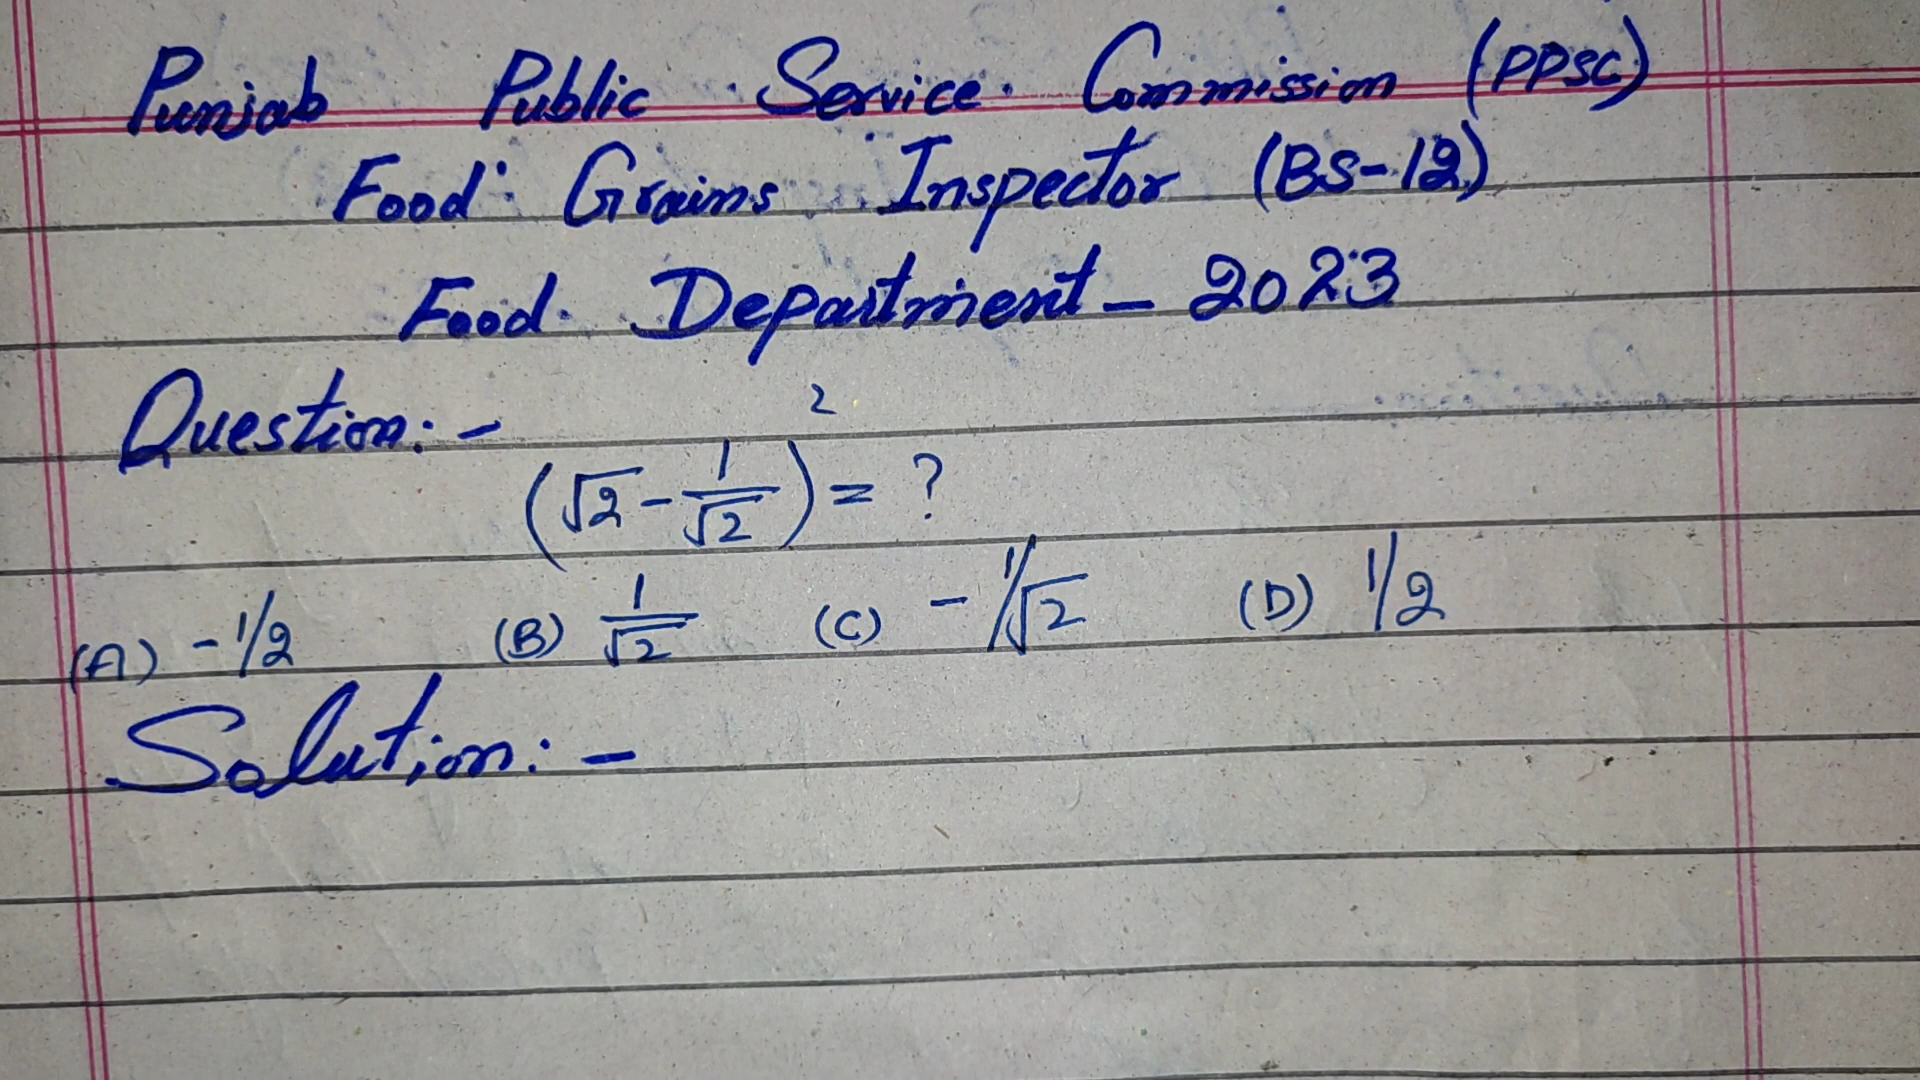 Punjab Public Service Commission (PPSC)
Food Grains Inspector (BS-12)
Food Department - 2023
Question:-
(√2 - 1/√2)² = ?
(A) -1/2 (B) 1/√2 (C) -1/√2 (D) 1/2
Solution:-